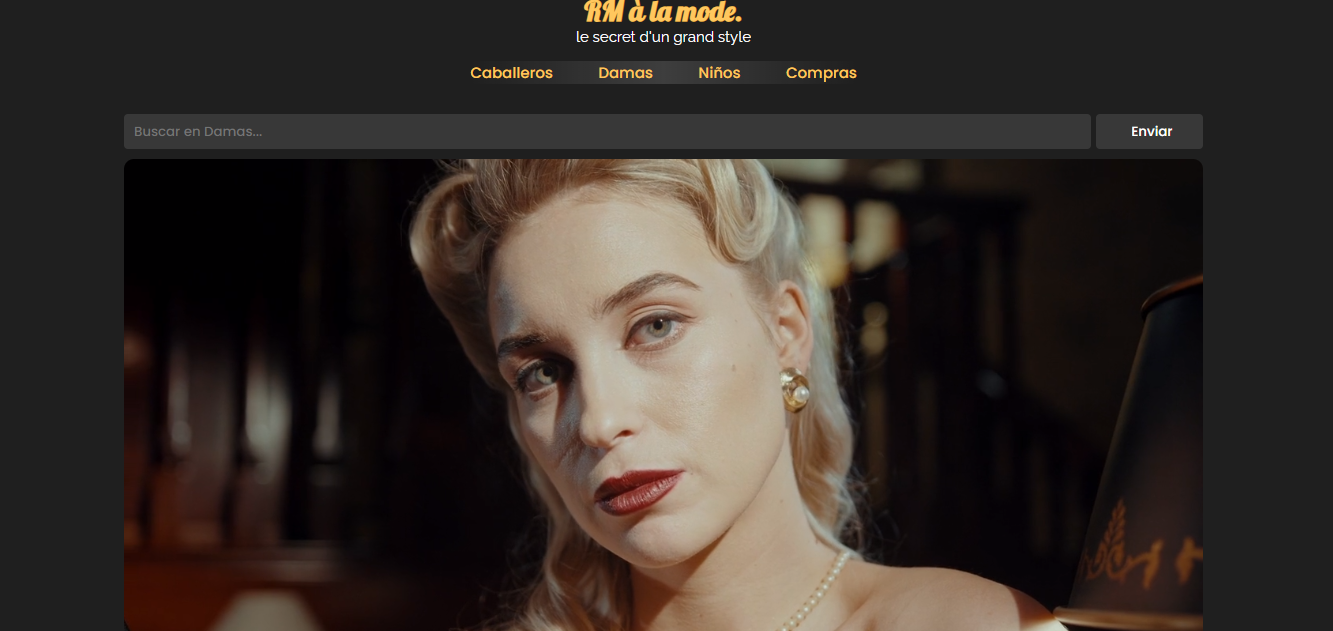 RM à la mode.
le secret d'un grand style
Caballeros Damas Niños Compras
Buscar en Damas... Enviar